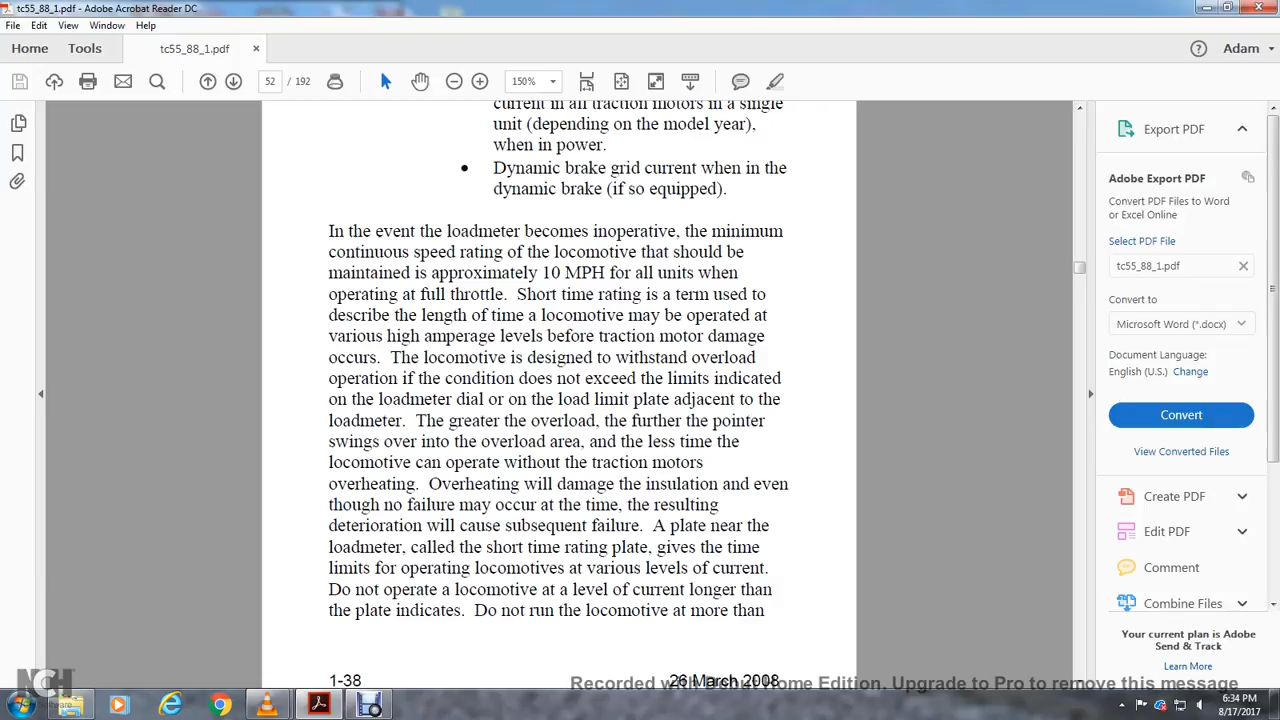 tc55_88_1.pdf - Adobe Acrobat Reader DC
File Edit View Window Help
Home Tools tc55_88_1.pdf × Adam
52 / 192 150%
current in all traction motors in a single
unit (depending on the model year),
when in power.
• Dynamic brake grid current when in the
dynamic brake (if so equipped).
In the event the loadmeter becomes inoperative, the minimum
continuous speed rating of the locomotive that should be
maintained is approximately 10 MPH for all units when
operating at full throttle. Short time rating is a term used to
describe the length of time a locomotive may be operated at
various high amperage levels before traction motor damage
occurs. The locomotive is designed to withstand overload
operation if the condition does not exceed the limits indicated
on the loadmeter dial or on the load limit plate adjacent to the
loadmeter. The greater the overload, the further the pointer
swings over into the overload area, and the less time the
locomotive can operate without the traction motors
overheating. Overheating will damage the insulation and even
though no failure may occur at the time, the resulting
deterioration will cause subsequent failure. A plate near the
loadmeter, called the short time rating plate, gives the time
limits for operating locomotives at various levels of current.
Do not operate a locomotive at a level of current longer than
the plate indicates. Do not run the locomotive at more than
1-38 26 March 2008
Export PDF
Adobe Export PDF
Convert PDF Files to Word
or Excel Online
Select PDF File
tc55_88_1.pdf
Convert to
Microsoft Word (*.docx)
Document Language:
English (U.S.) Change
Convert
View Converted Files
Create PDF
Edit PDF
Comment
Combine Files
Your current plan is Adobe
Send & Track
Learn More
Recorded with Home Edition. Upgrade to Pro to remove this message
NCH
Software
6:34 PM
8/17/2017